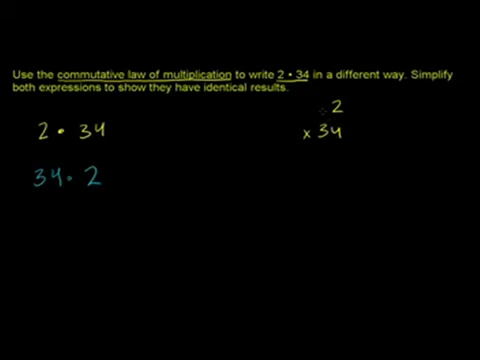 Use the commutative law of multiplication to write 2 • 34 in a different way. Simplify
both expressions to show they have identical results.
2
2 • 34
x 34
34 • 2